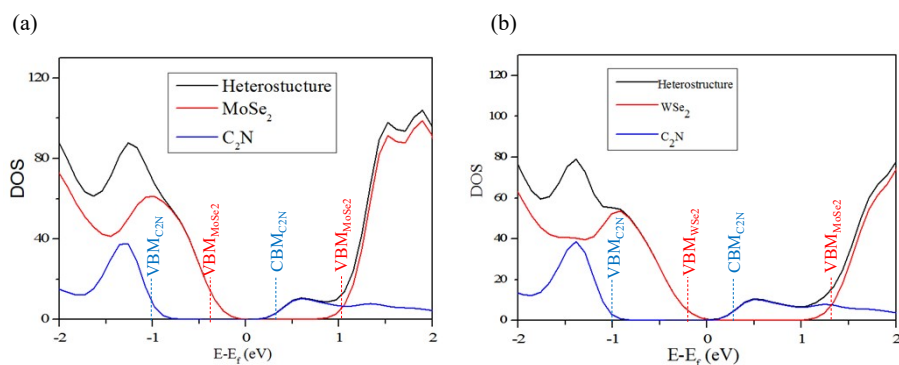 (a)
(b)
120
80
40
0
DOS
Heterostucture
MoSe2
C2N
VBMC2N
VBMMoSe2
CBMC2N
VBMMoSe2
-2
-1
0
1
2
E-Ef (eV)
120
100
80
60
40
20
0
DOS
Heterostructure
WSe2
C2N
VBMC2N
VBMWSe2
CBMC2N
VBMMoSe2
-2
-1
0
1
2
E-Ef (eV)